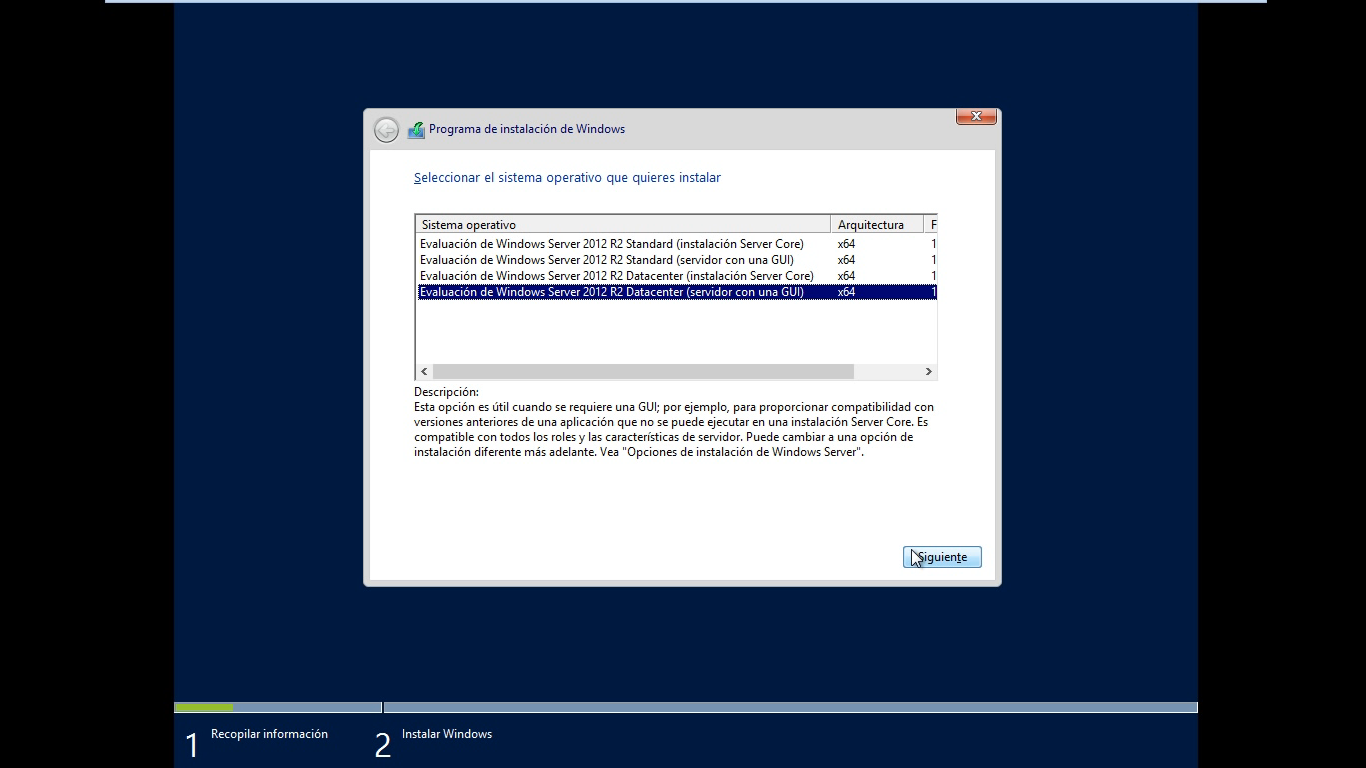 Programa de instalación de Windows
Seleccionar el sistema operativo que quieres instalar
Sistema operativo Arquitectura F
Evaluación de Windows Server 2012 R2 Standard (instalación Server Core) x64 1
Evaluación de Windows Server 2012 R2 Standard (servidor con una GUI) x64 1
Evaluación de Windows Server 2012 R2 Datacenter (instalación Server Core) x64 1
Evaluación de Windows Server 2012 R2 Datacenter (servidor con una GUI) x64 1
Descripción:
Esta opción es útil cuando se requiere una GUI; por ejemplo, para proporcionar compatibilidad con
versiones anteriores de una aplicación que no se puede ejecutar en una instalación Server Core. Es
compatible con todos los roles y las características de servidor. Puede cambiar a una opción de
instalación diferente más adelante. Vea "Opciones de instalación de Windows Server".
Siguiente
1 Recopilar información
2 Instalar Windows